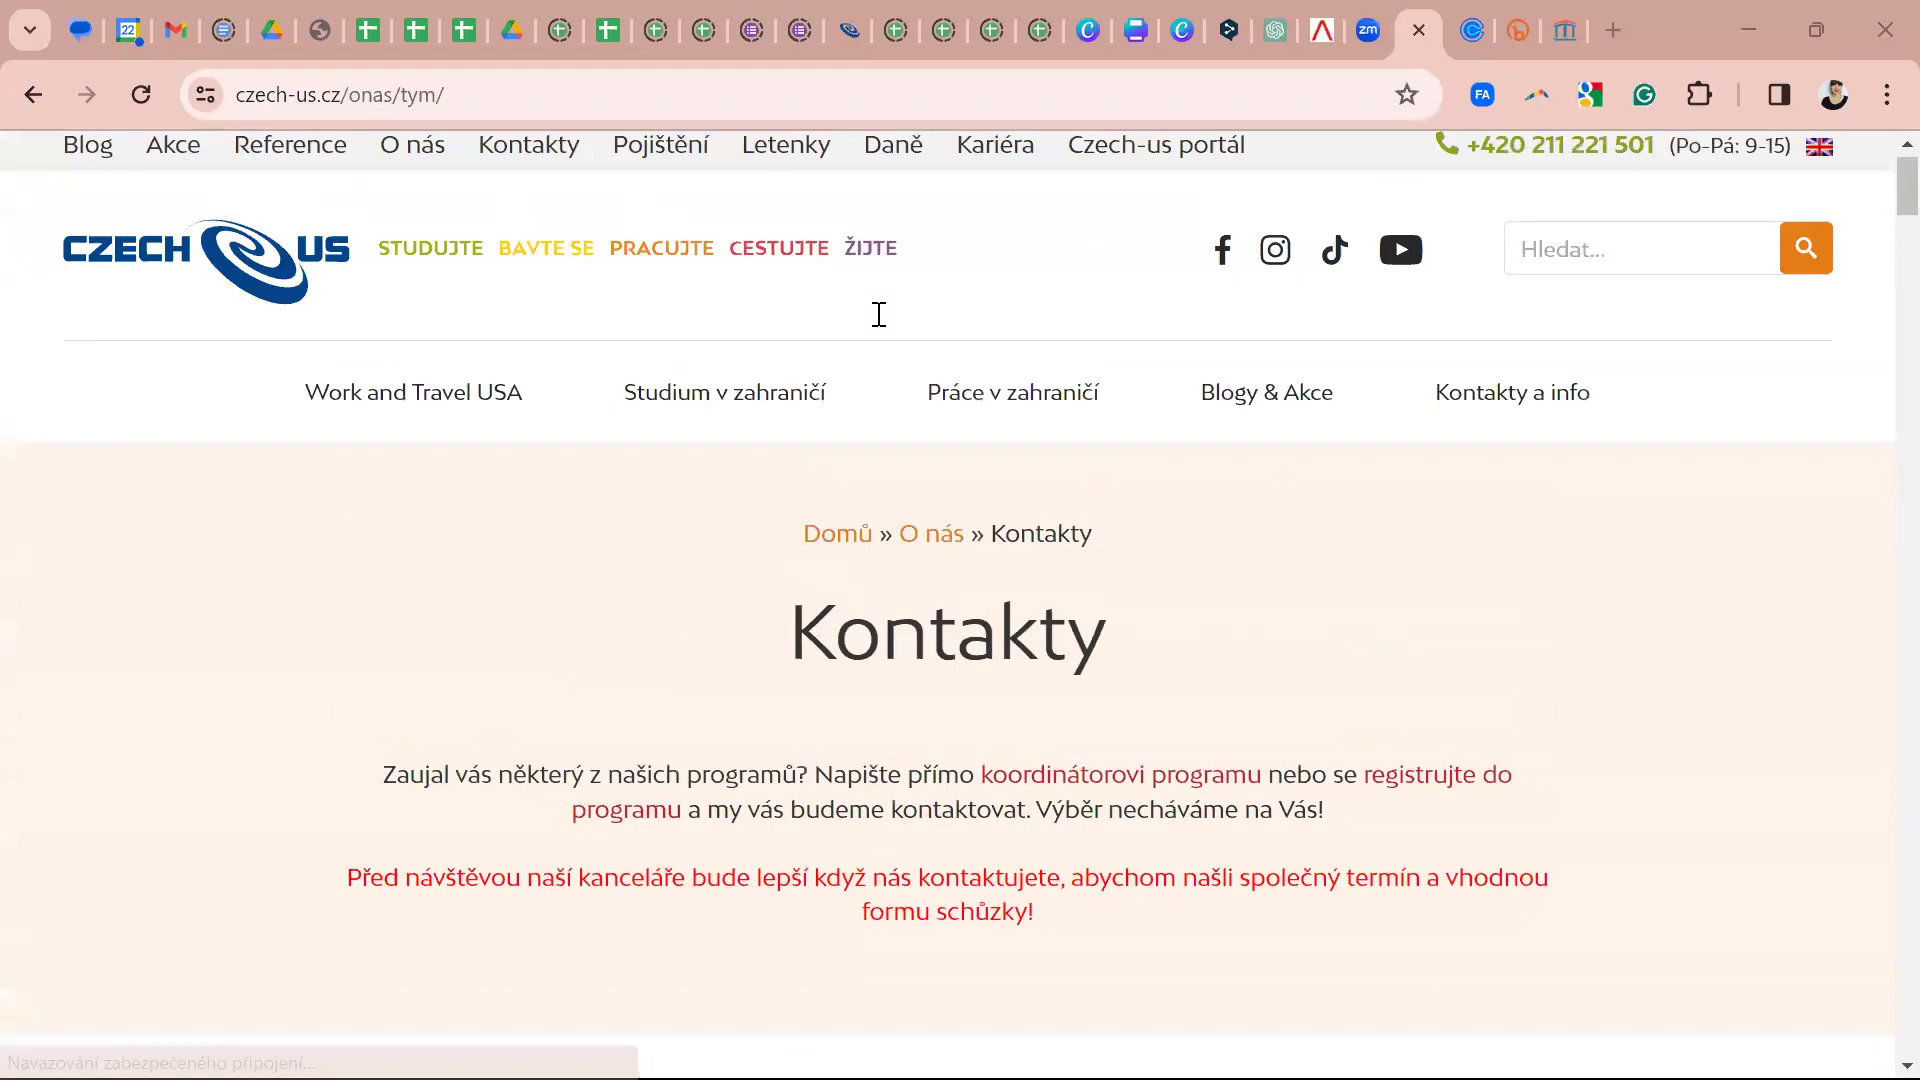 22
zm
czech-us.cz/onas/tym/
FA
Blog Akce Reference O nás Kontakty Pojištění Letenky Daně Kariéra Czech-us portál +420 211 221 501 (Po-Pá: 9-15)
CZECH US STUDUJTE BAVTE SE PRACUJTE CESTUJTE ŽIJTE
Hledat...
Work and Travel USA Studium v zahraničí Práce v zahraničí Blogy & Akce Kontakty a info
Domů » O nás » Kontakty
Kontakty
Zaujal vás některý z našich programů? Napište přímo koordinátorovi programu nebo se registrujte do
programu a my vás budeme kontaktovat. Výběr necháváme na Vás!
Před návštěvou naší kanceláře bude lepší když nás kontaktujete, abychom našli společný termín a vhodnou
formu schůzky!
Navazování zabezpečeného připojení...